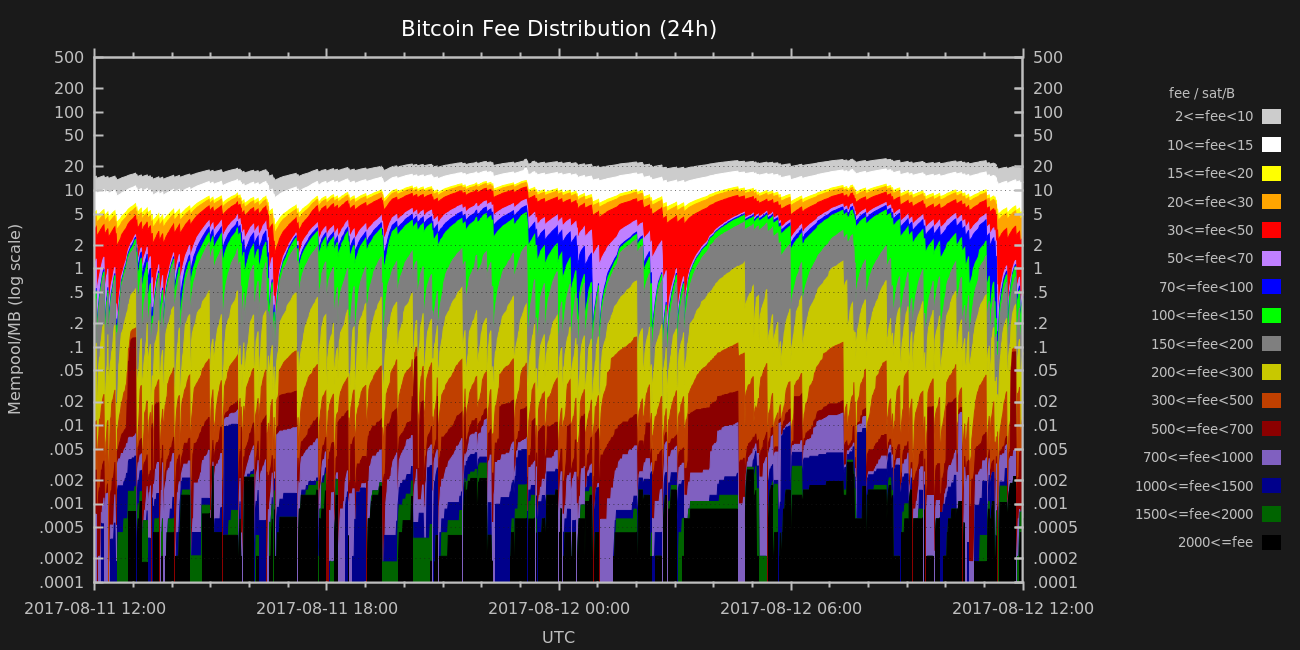 Bitcoin Fee Distribution (24h)
500
200
100
50
20
10
5
2
1
.5
.2
.1
.05
.02
.01
.005
.002
.001
.0005
.0002
.0001
Mempool/MB (log scale)
500
200
100
50
20
10
5
2
1
.5
.2
.1
.05
.02
.01
.005
.002
.001
.0005
.0002
.0001
2017-08-11 12:00
2017-08-11 18:00
2017-08-12 00:00
2017-08-12 06:00
2017-08-12 12:00
UTC
fee / sat/B
2<=fee<10
10<=fee<15
15<=fee<20
20<=fee<30
30<=fee<50
50<=fee<70
70<=fee<100
100<=fee<150
150<=fee<200
200<=fee<300
300<=fee<500
500<=fee<700
700<=fee<1000
1000<=fee<1500
1500<=fee<2000
2000<=fee